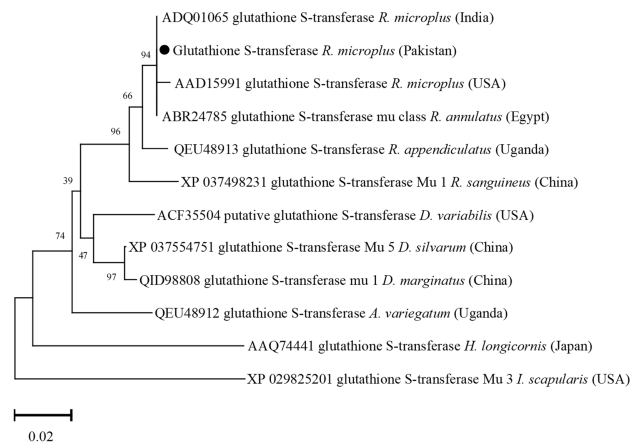 ADQ01065 glutathione S-transferase R. microplus (India)
94
Glutathione S-transferase R. microplus (Pakistan)
AAD15991 glutathione S-transferase R. microplus (USA)
66
ABR24785 glutathione S-transferase mu class R. annulatus (Egypt)
96
QEU48913 glutathione S-transferase R. appendiculatus (Uganda)
39
XP 037498231 glutathione S-transferase Mu 1 R. sanguineus (China)
ACF35504 putative glutathione S-transferase D. variabilis (USA)
74
XP 037554751 glutathione S-transferase Mu 5 D. silvarum (China)
47
97
QID98808 glutathione S-transferase mu 1 D. marginatus (China)
QEU48912 glutathione S-transferase A. variegatum (Uganda)
AAQ74441 glutathione S-transferase H. longicornis (Japan)
XP 029825201 glutathione S-transferase Mu 3 I. scapularis (USA)
0.02